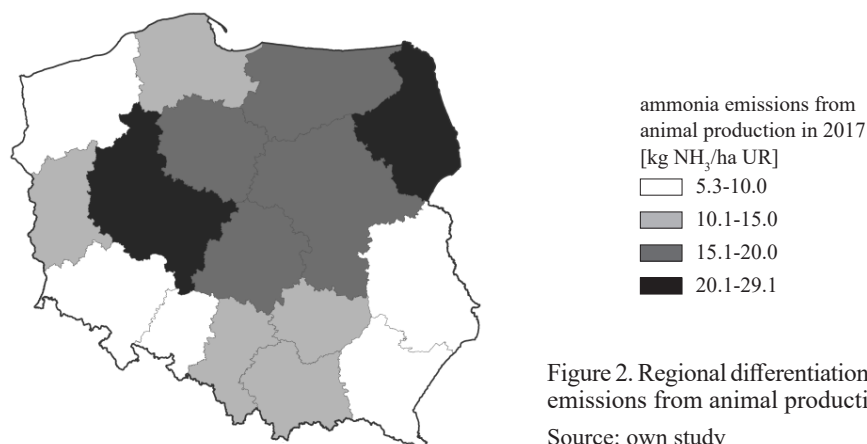 ammonia emissions from
animal production in 2017
[kg NH₃/ha UR]
5.3-10.0
10.1-15.0
15.1-20.0
20.1-29.1
Figure 2. Regional differentiation
emissions from animal producti
Source: own study